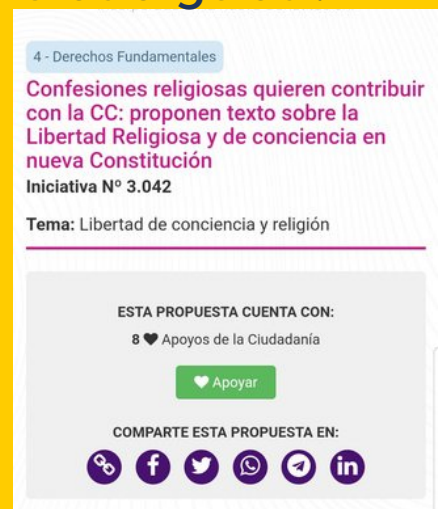 4 - Derechos Fundamentales
Confesiones religiosas quieren contribuir
con la CC: proponen texto sobre la
Libertad Religiosa y de conciencia en
nueva Constitución
Iniciativa Nº 3.042
Tema: Libertad de conciencia y religión
ESTA PROPUESTA CUENTA CON:
8 ♥ Apoyos de la Ciudadanía
♥ Apoyar
COMPARTE ESTA PROPUESTA EN: